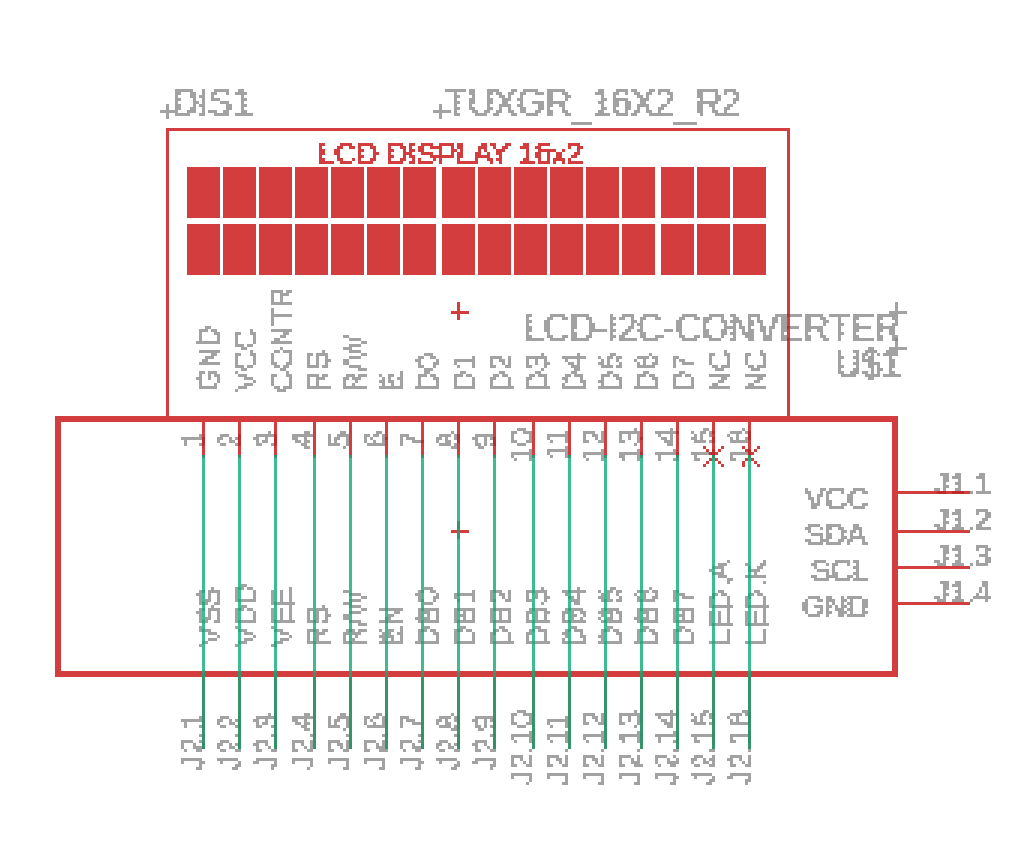 DIS1
TUXGR_16X2_R2
LCD DISPLAY 16x2
LCD-I2C-CONVERTER
U$1
GND VCC CONTR RS R/W E D0 D1 D2 D3 D4 D5 D6 D7 NC NC
1 2 3 4 5 6 7 8 9 10 11 12 13 14 15 16
VCC J1.1
SDA J1.2
SCL J1.3
GND J1.4
VSS VDD VEE RS R/W EN DB0 DB1 DB2 DB3 DB4 DB5 DB6 DB7 LED.A LED.K
J2.1 J2.2 J2.3 J2.4 J2.5 J2.6 J2.7 J2.8 J2.9 J2.10 J2.11 J2.12 J2.13 J2.14 J2.15 J2.16